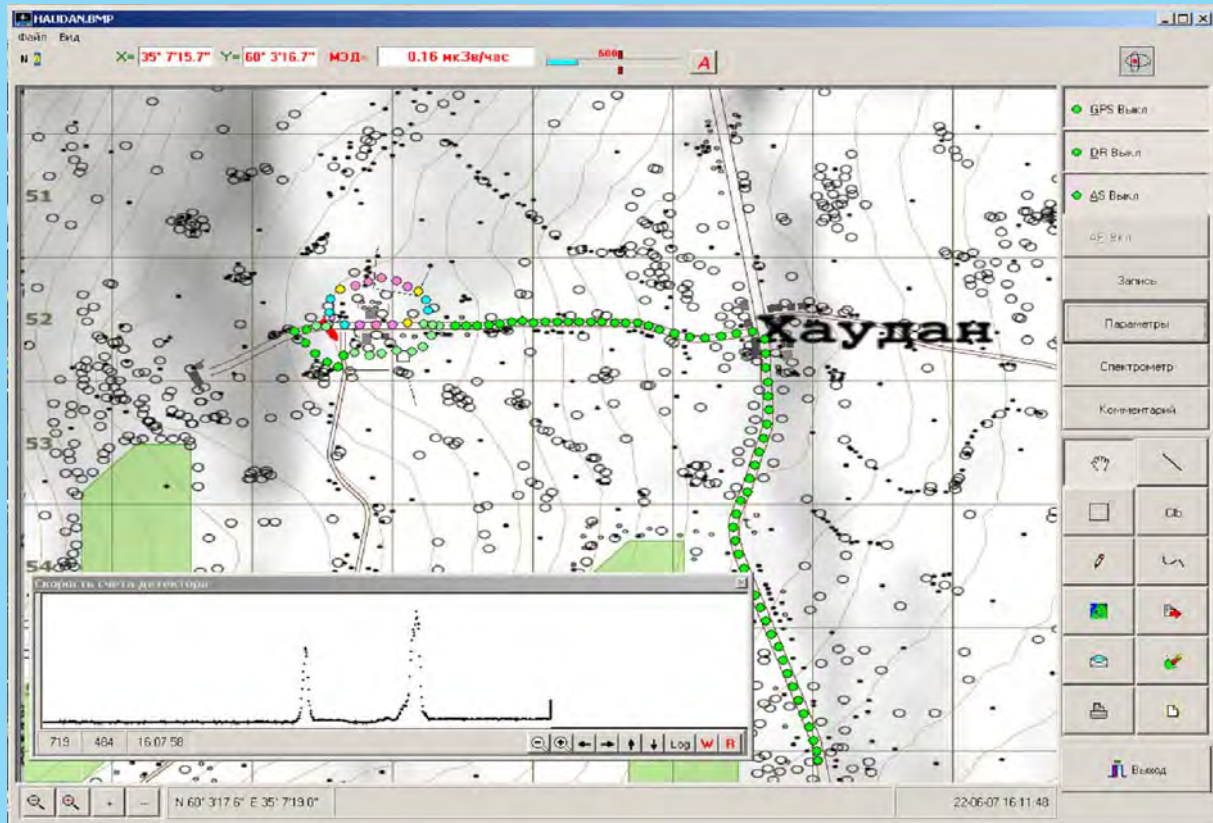 HAUDAN.BMP
Файл Вид
N X= 35° 7'15.7" Y= 60° 3'16.7" МЭД= 0.16 мкЗв/час 500 A
GPS Выкл
DR Выкл
AS Выкл
Запись
Параметры
Спектрометр
Комментарий
51
52
Хаудан
53
54
Скорость счета детектора
719 484 16:07:58 Log W R
Выход
N 60° 3'17.6" E 35° 7'19.0" 22-06-07 16:11:48